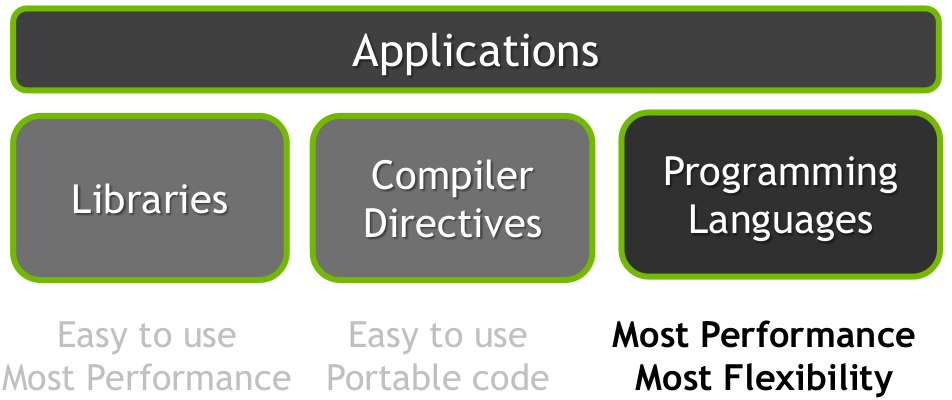 Applications
Libraries
Compiler
Directives
Programming
Languages
Easy to use
Most Performance
Easy to use
Portable code
Most Performance
Most Flexibility